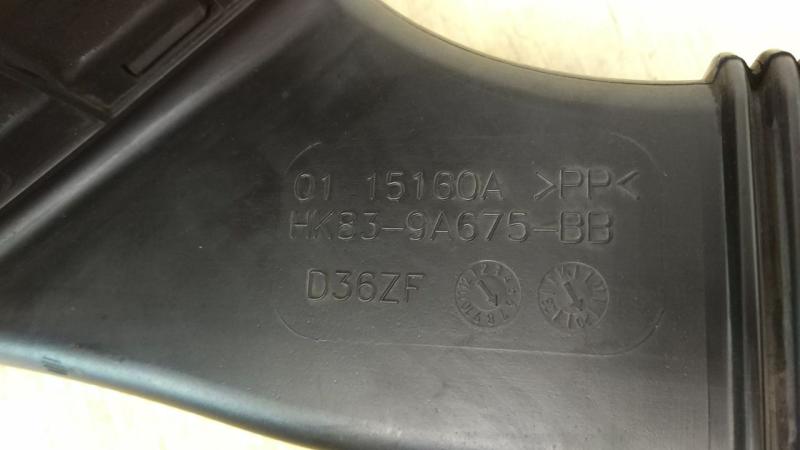 01 15160A >PP<
HK83-9A675-BB
D36ZF